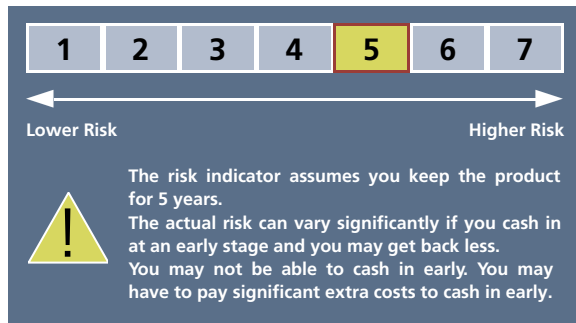 1 2 3 4 5 6 7
Lower Risk Higher Risk
The risk indicator assumes you keep the product
for 5 years.
The actual risk can vary significantly if you cash in
at an early stage and you may get back less.
You may not be able to cash in early. You may
have to pay significant extra costs to cash in early.
!